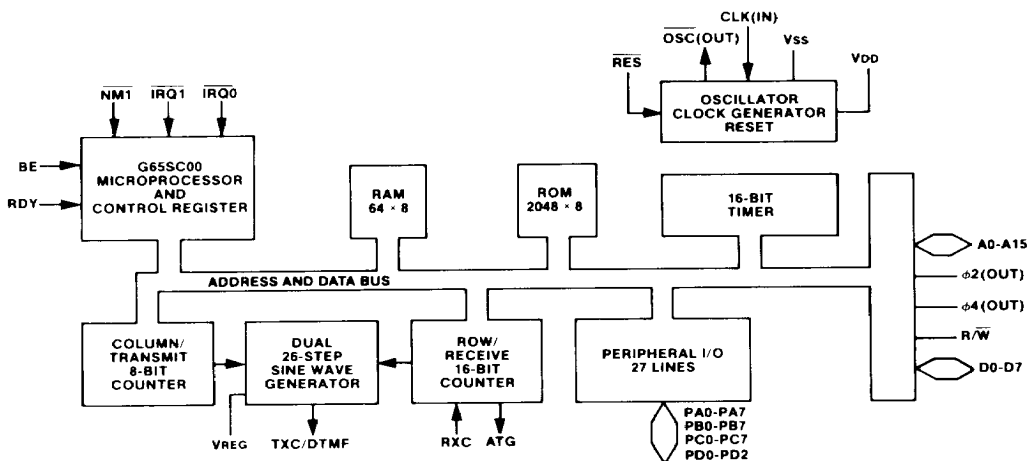 CLK(IN)
OSC(OUT)
VSS
RES
VDD
OSCILLATOR
CLOCK GENERATOR
RESET
NM1
IRQ1
IRQ0
BE
RDY
G65SC00
MICROPROCESSOR
AND
CONTROL REGISTER
RAM
64 × 8
ROM
2048 × 8
16-BIT
TIMER
A0-A15
ϕ2(OUT)
ϕ4(OUT)
R/W
D0-D7
ADDRESS AND DATA BUS
COLUMN/
TRANSMIT
8-BIT
COUNTER
DUAL
26-STEP
SINE WAVE
GENERATOR
ROW/
RECEIVE
16-BIT
COUNTER
PERIPHERAL I/O
27 LINES
VREG
TXC/DTMF
RXC
ATG
PA0-PA7
PB0-PB7
PC0-PC7
PD0-PD2